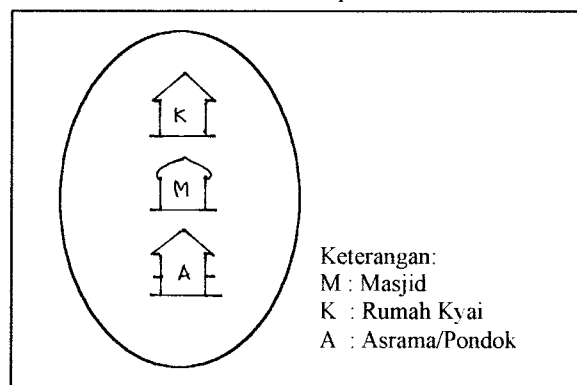 K
M
A
Keterangan:
M : Masjid
K : Rumah Kyai
A : Asrama/Pondok